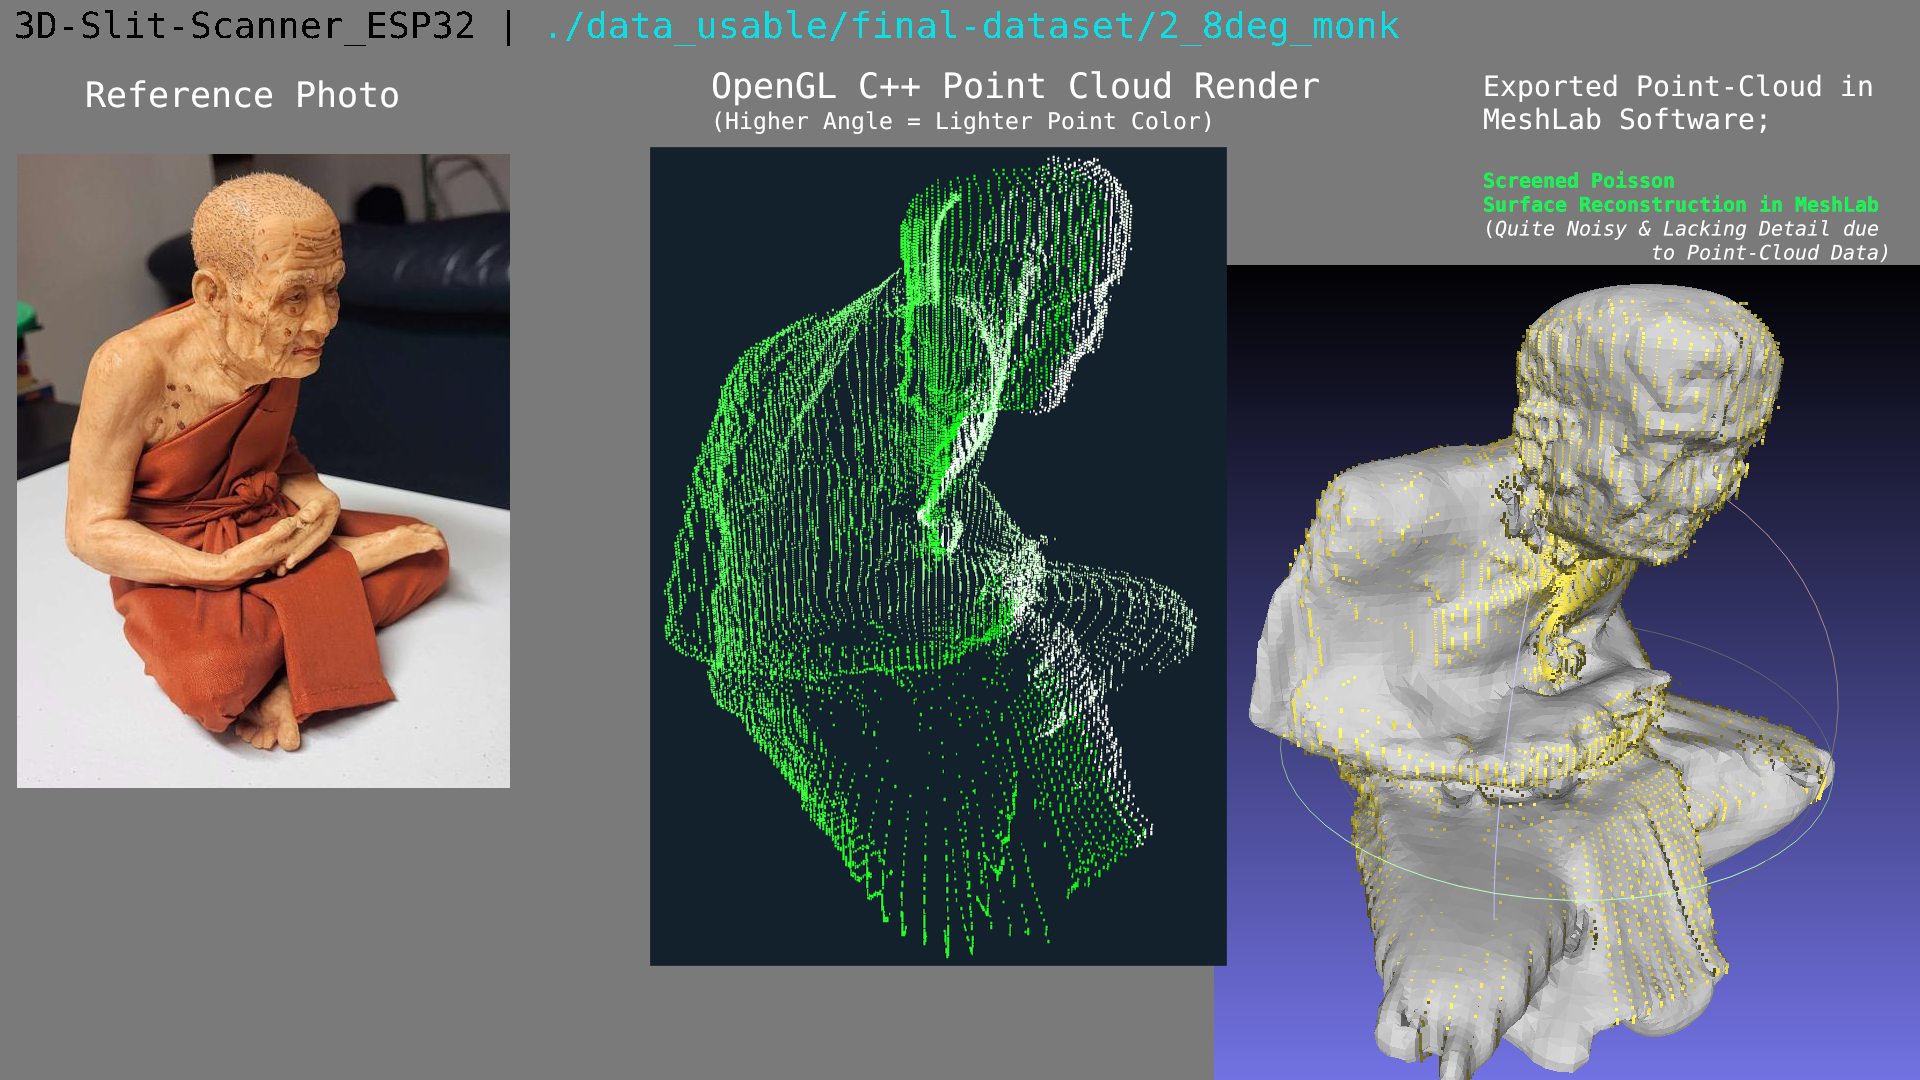 3D-Slit-Scanner_ESP32 | ./data_usable/final-dataset/2_8deg_monk
Reference Photo
OpenGL C++ Point Cloud Render
(Higher Angle = Lighter Point Color)
Exported Point-Cloud in
MeshLab Software;
Screened Poisson
Surface Reconstruction in MeshLab
(Quite Noisy & Lacking Detail due
to Point-Cloud Data)